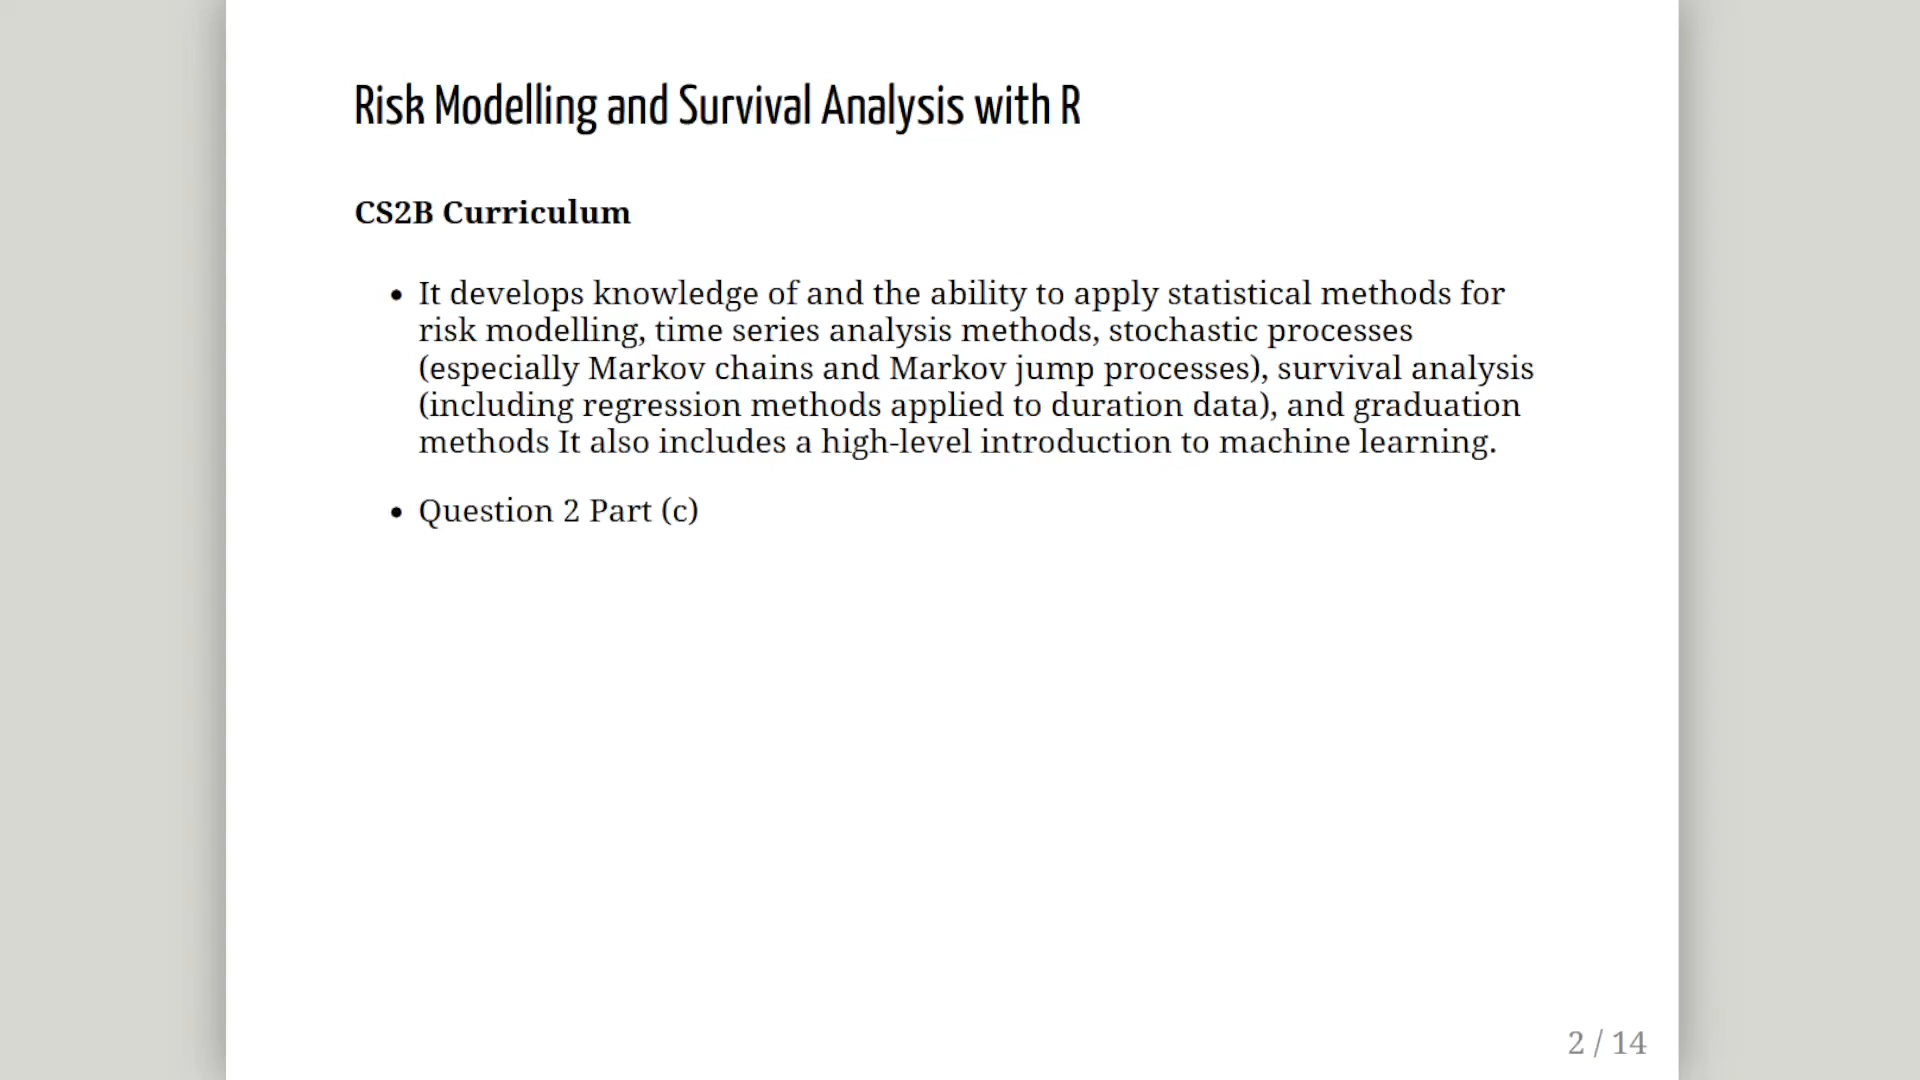 Risk Modelling and Survival Analysis with R
CS2B Curriculum
• It develops knowledge of and the ability to apply statistical methods for
risk modelling, time series analysis methods, stochastic processes
(especially Markov chains and Markov jump processes), survival analysis
(including regression methods applied to duration data), and graduation
methods It also includes a high-level introduction to machine learning.
• Question 2 Part (c)
2 / 14